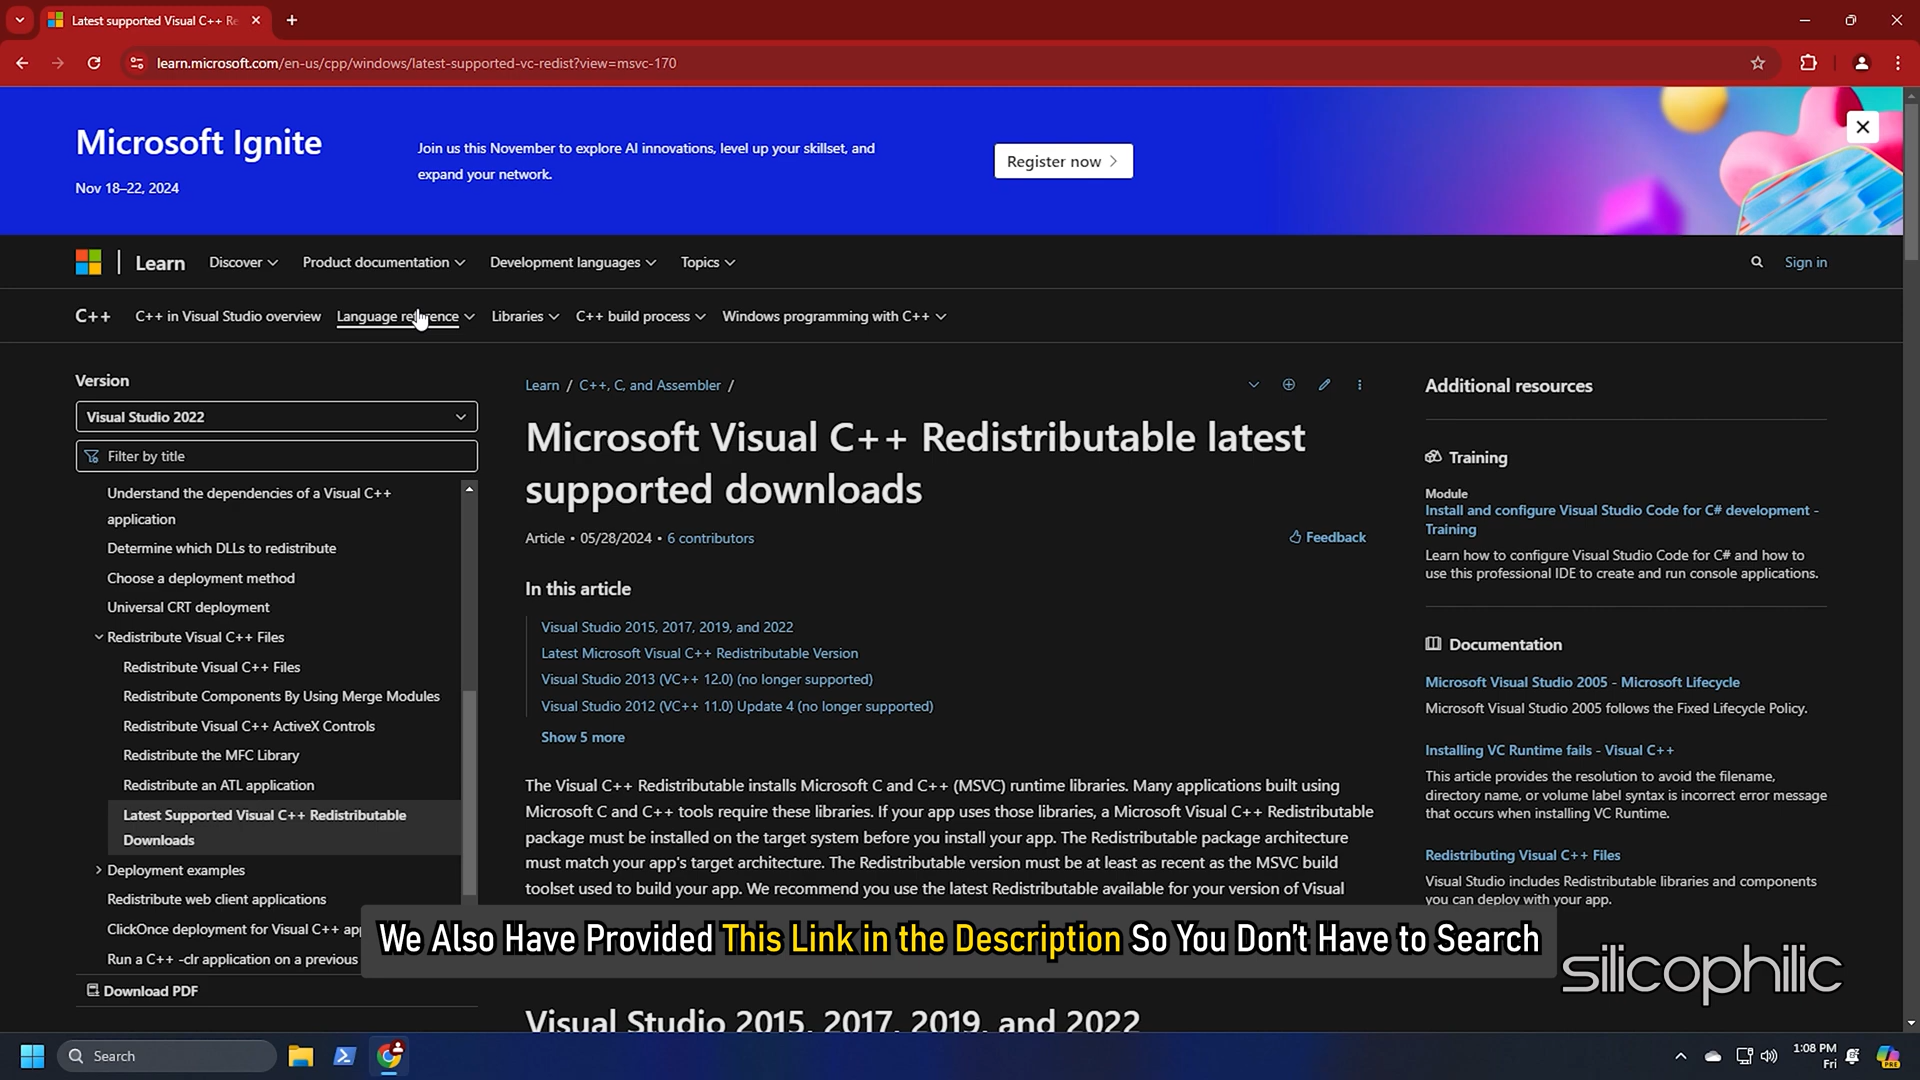 Latest supported Visual C++ Re
learn.microsoft.com/en-us/cpp/windows/latest-supported-vc-redist?view=msvc-170
Microsoft Ignite
Nov 18–22, 2024
Join us this November to explore AI innovations, level up your skillset, and
expand your network.
Register now
Learn
Discover
Product documentation
Development languages
Topics
Sign in
C++
C++ in Visual Studio overview
Language reference
Libraries
C++ build process
Windows programming with C++
Version
Visual Studio 2022
Filter by title
Understand the dependencies of a Visual C++
application
Determine which DLLs to redistribute
Choose a deployment method
Universal CRT deployment
Redistribute Visual C++ Files
Redistribute Visual C++ Files
Redistribute Components By Using Merge Modules
Redistribute Visual C++ ActiveX Controls
Redistribute the MFC Library
Redistribute an ATL application
Latest Supported Visual C++ Redistributable
Downloads
Deployment examples
Redistribute web client applications
ClickOnce deployment for Visual C++ app
Run a C++ -clr application on a previous
Download PDF
Learn / C++, C, and Assembler /
Microsoft Visual C++ Redistributable latest
supported downloads
Article • 05/28/2024 • 6 contributors
Feedback
In this article
Visual Studio 2015, 2017, 2019, and 2022
Latest Microsoft Visual C++ Redistributable Version
Visual Studio 2013 (VC++ 12.0) (no longer supported)
Visual Studio 2012 (VC++ 11.0) Update 4 (no longer supported)
Show 5 more
The Visual C++ Redistributable installs Microsoft C and C++ (MSVC) runtime libraries. Many applications built using
Microsoft C and C++ tools require these libraries. If your app uses those libraries, a Microsoft Visual C++ Redistributable
package must be installed on the target system before you install your app. The Redistributable package architecture
must match your app's target architecture. The Redistributable version must be at least as recent as the MSVC build
toolset used to build your app. We recommend you use the latest Redistributable available for your version of Visual
Visual Studio 2015, 2017, 2019, and 2022
Additional resources
Training
Module
Install and configure Visual Studio Code for C# development -
Training
Learn how to configure Visual Studio Code for C# and how to
use this professional IDE to create and run console applications.
Documentation
Microsoft Visual Studio 2005 - Microsoft Lifecycle
Microsoft Visual Studio 2005 follows the Fixed Lifecycle Policy.
Installing VC Runtime fails - Visual C++
This article provides the resolution to avoid the filename,
directory name, or volume label syntax is incorrect error message
that occurs when installing VC Runtime.
Redistributing Visual C++ Files
Visual Studio includes Redistributable libraries and components
you can deploy with your app.
We Also Have Provided This Link in the Description So You Don't Have to Search
silicophilic
Search
1:08 PM
Fri
PRE